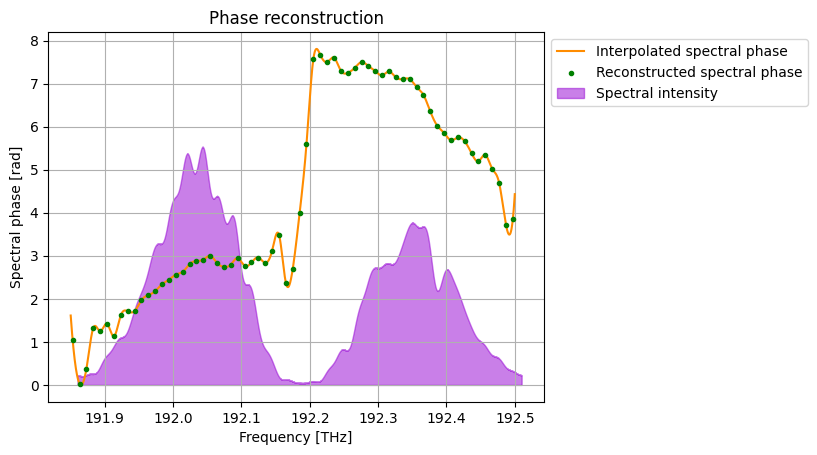 Phase reconstruction
Spectral phase [rad]
8
7
6
5
4
3
2
1
0
191.9 192.0 192.1 192.2 192.3 192.4 192.5
Frequency [THz]
Interpolated spectral phase
Reconstructed spectral phase
Spectral intensity